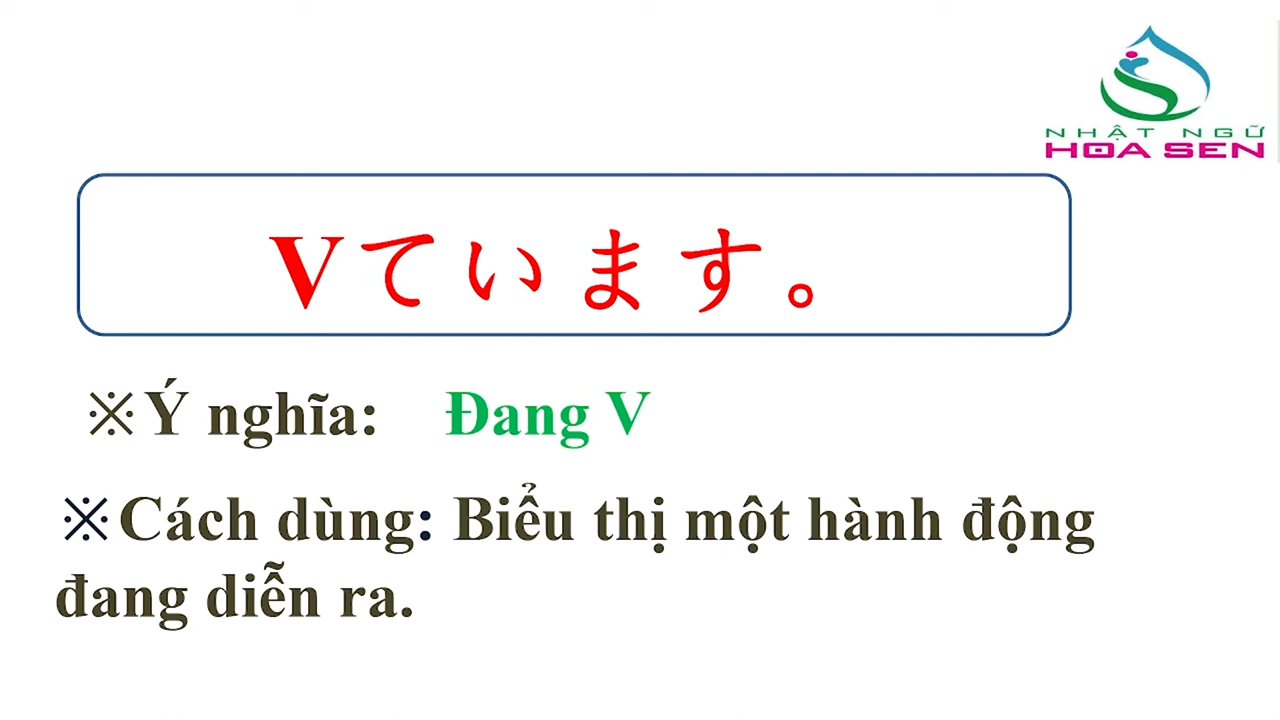 NHẬT NGỮ
HOA SEN
Vています。
※Ý nghĩa: Đang V
※Cách dùng: Biểu thị một hành động
đang diễn ra.